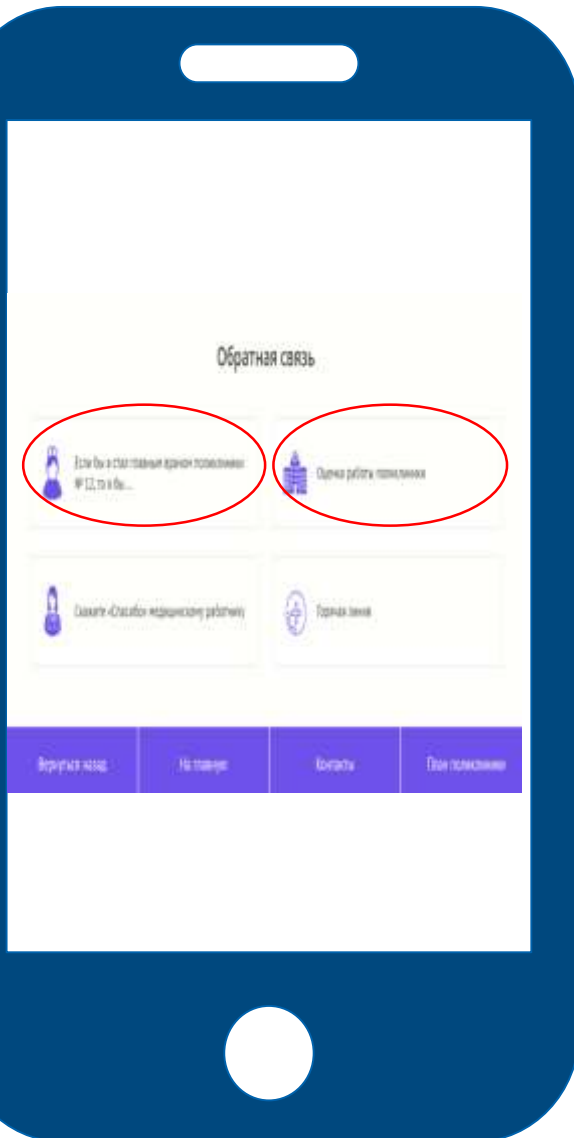 Обратная связь
Если бы я стал главным врачом поликлиники
№ 12, то я бы...
Оценка работы поликлиники
Скажите «Спасибо» медицинскому работнику
Горячая линия
Вернуться назад
На главную
Контакты
План поликлиники